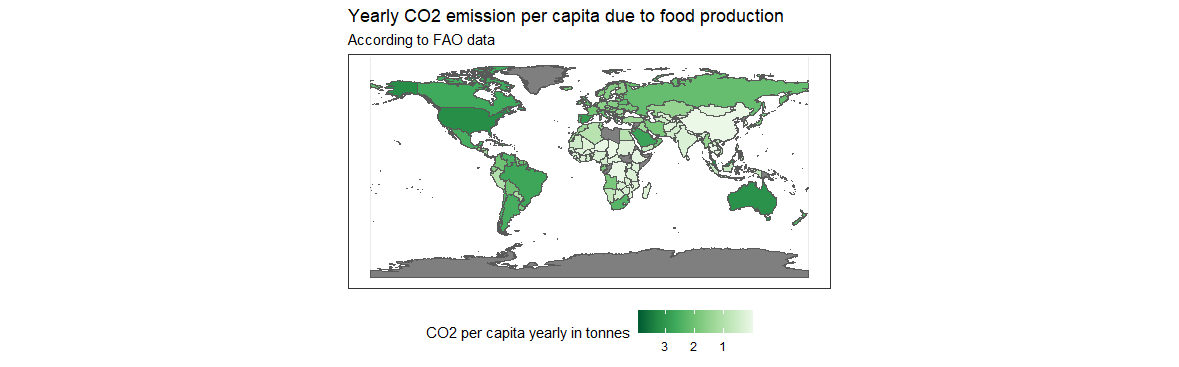 Yearly CO2 emission per capita due to food production
According to FAO data
CO2 per capita yearly in tonnes
3 2 1